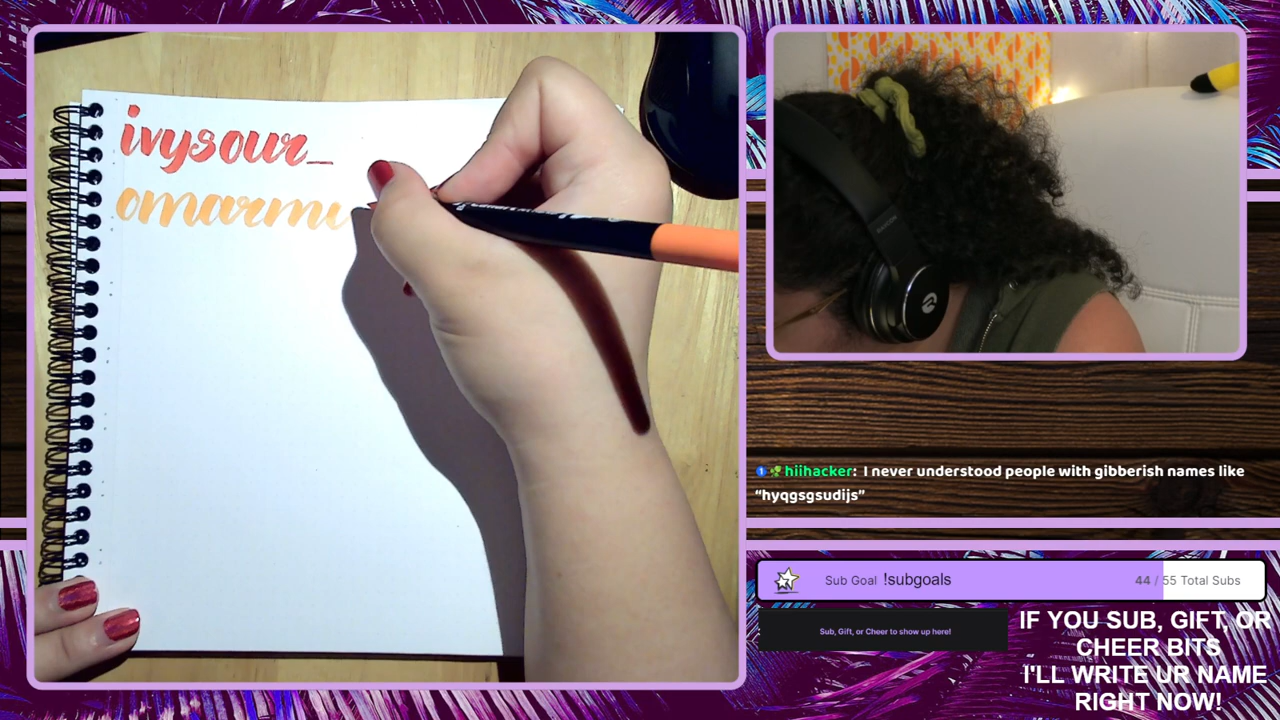 ivysour_
omarmu
hiihacker: I never understood people with gibberish names like
"hyqgsgsudijs"
Sub Goal !subgoals 44 / 55 Total Subs
Sub, Gift, or Cheer to show up here!
IF YOU SUB, GIFT, OR
CHEER BITS
I'LL WRITE UR NAME
RIGHT NOW!